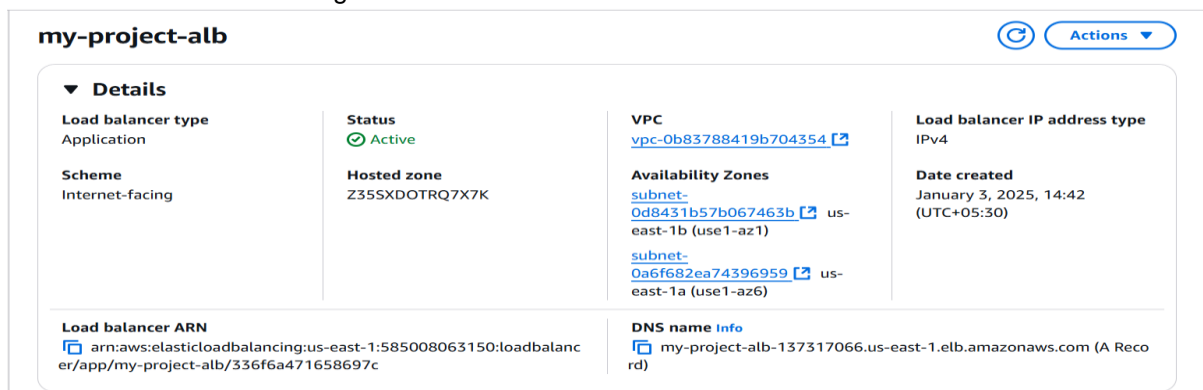 my-project-alb
Actions
Details
Load balancer type
Application
Status
Active
VPC
vpc-0b83788419b704354
Load balancer IP address type
IPv4
Scheme
Internet-facing
Hosted zone
Z35SXDOTRQ7X7K
Availability Zones
subnet-
0d8431b57b067463b us-
east-1b (use1-az1)
subnet-
0a6f682ea74396959 us-
east-1a (use1-az6)
Date created
January 3, 2025, 14:42
(UTC+05:30)
Load balancer ARN
arn:aws:elasticloadbalancing:us-east-1:585008063150:loadbalanc
er/app/my-project-alb/336f6a471658697c
DNS name Info
my-project-alb-137317066.us-east-1.elb.amazonaws.com (A Reco
rd)